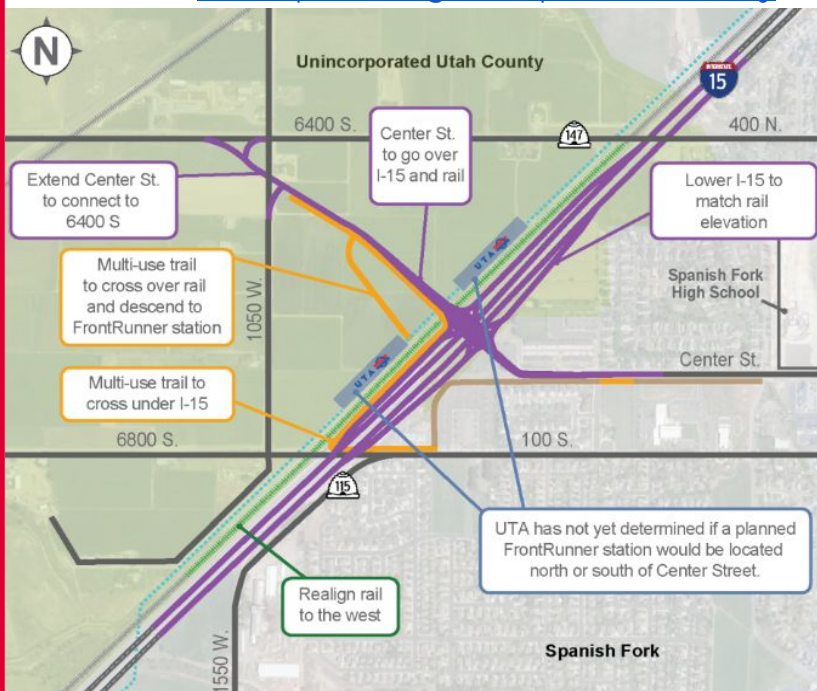 N
Unincorporated Utah County
INTERSTATE
15
6400 S.
147
400 N.
Center St.
to go over
I-15 and rail
Extend Center St.
to connect to
6400 S
Lower I-15 to
match rail
elevation
Multi-use trail
to cross over rail
and descend to
FrontRunner station
1050 W.
UTA
Spanish Fork
High School
Center St.
UTA
Multi-use trail to
cross under I-15
6800 S.
100 S.
115
UTA has not yet determined if a planned
FrontRunner station would be located
north or south of Center Street.
Realign rail
to the west
1550 W.
Spanish Fork